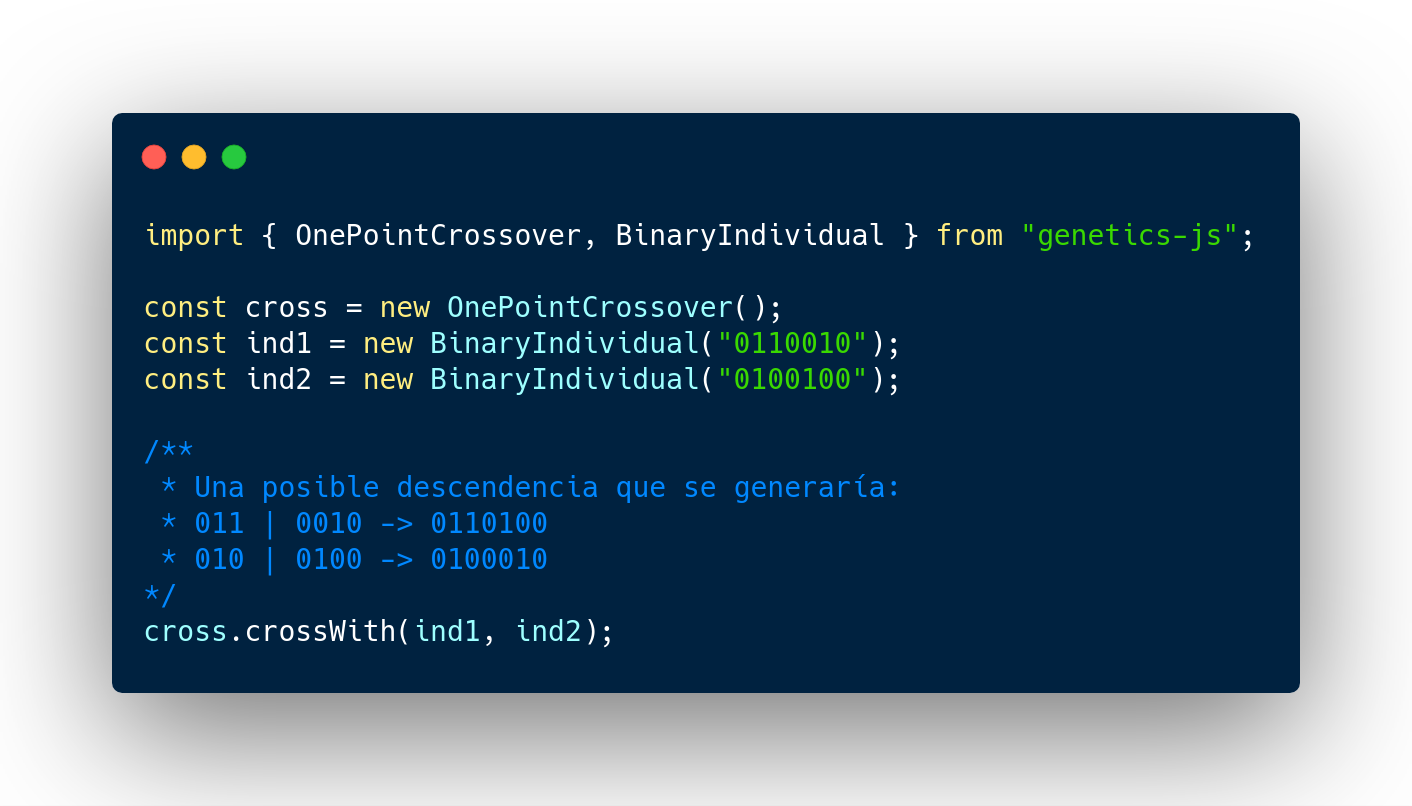 import { OnePointCrossover, BinaryIndividual } from "genetics-js";
const cross = new OnePointCrossover();
const ind1 = new BinaryIndividual("0110010");
const ind2 = new BinaryIndividual("0100100");
/**
 * Una posible descendencia que se generaría:
 * 011 | 0010 -> 0110100
 * 010 | 0100 -> 0100010
*/
cross.crossWith(ind1, ind2);